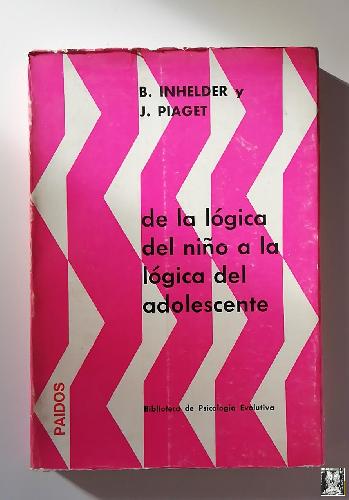 B. INHELDER y
J. PIAGET
de la lógica
del niño a la
lógica del
adolescente
Biblioteca de Psicología Evolutiva
PAIDOS